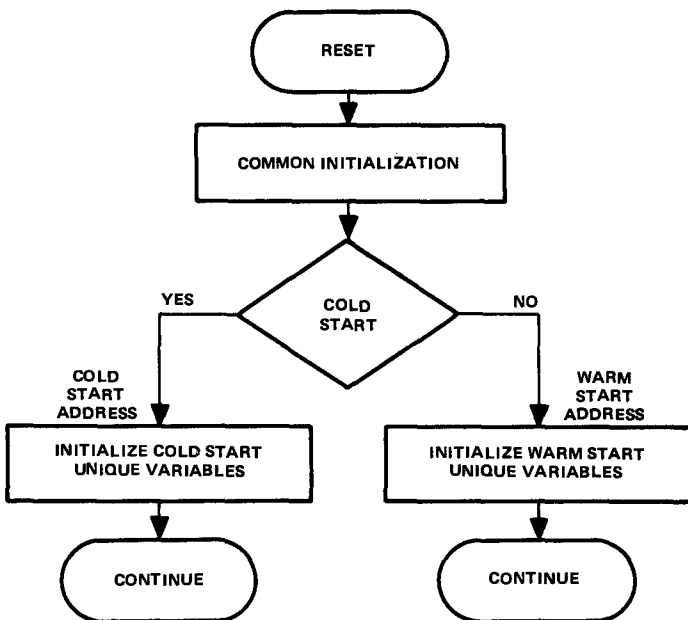 RESET
COMMON INITIALIZATION
COLD
START
YES
NO
COLD
START
ADDRESS
WARM
START
ADDRESS
INITIALIZE COLD START
UNIQUE VARIABLES
INITIALIZE WARM START
UNIQUE VARIABLES
CONTINUE
CONTINUE